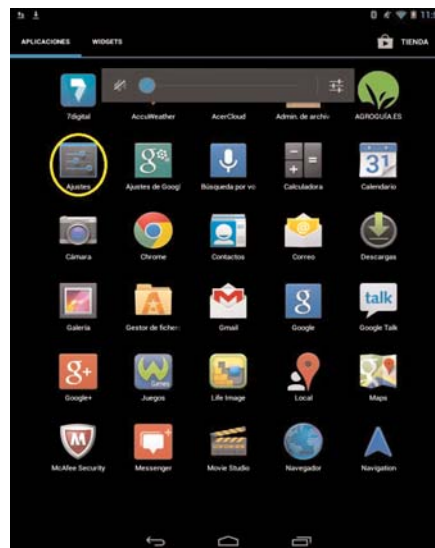 11:
APLICACIONES WIDGETS TIENDA
7digital AccuWeather AcerCloud Admin. de archiv AGROGUÍA.ES
Ajustes Ajustes de Googl Búsqueda por vo Calculadora Calendario
Cámara Chrome Contactos Correo Descargas
talk
Galería Gestor de ficher Gmail Google Google Talk
Google+ Juegos Life Image Local Maps
McAfee Security Messenger Movie Studio Navegador Navigation